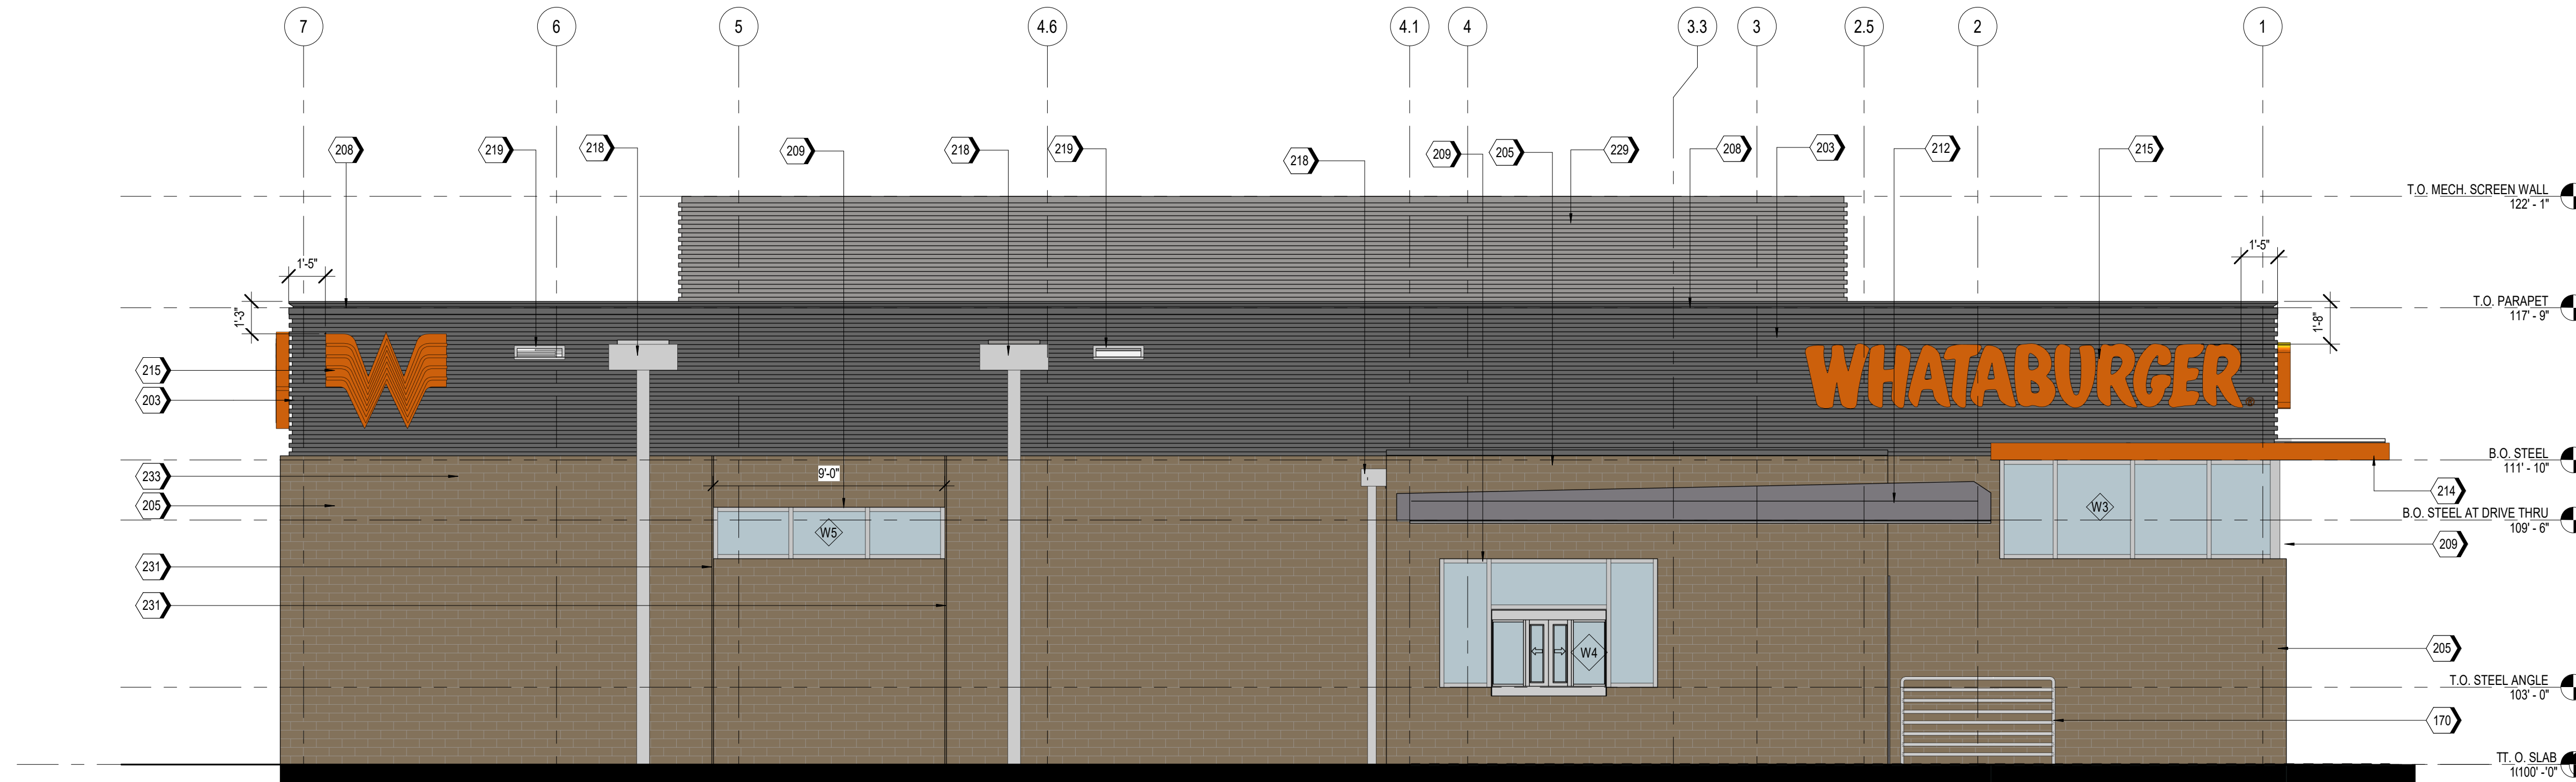 7 6 5 4.6 4.1 4 3.3 3 2.5 2 1
208 219 218 209 218 219 218 209 205 229 208 203 212 215
T.O. MECH. SCREEN WALL
122' - 1"
1'-5" 1'-5"
T.O. PARAPET
117' - 9"
1'-3" 1'-8"
215
203
WHATABURGER®
B.O. STEEL
111' - 10"
9'-0"
233
205
214
W5
W3
B.O. STEEL AT DRIVE THRU
109' - 6"
209
231
231
W4
205
T.O. STEEL ANGLE
103' - 0"
170
TT. O. SLAB
1(100' -'0"